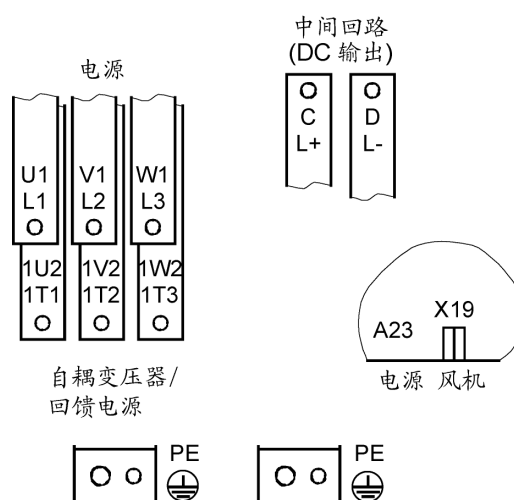 中间回路
(DC 输出)
电源
C
L+
D
L-
U1
L1
V1
L2
W1
L3
1U2
1T1
1V2
1T2
1W2
1T3
X19
A23
电源 风机
自耦变压器/
回馈电源
PE
PE